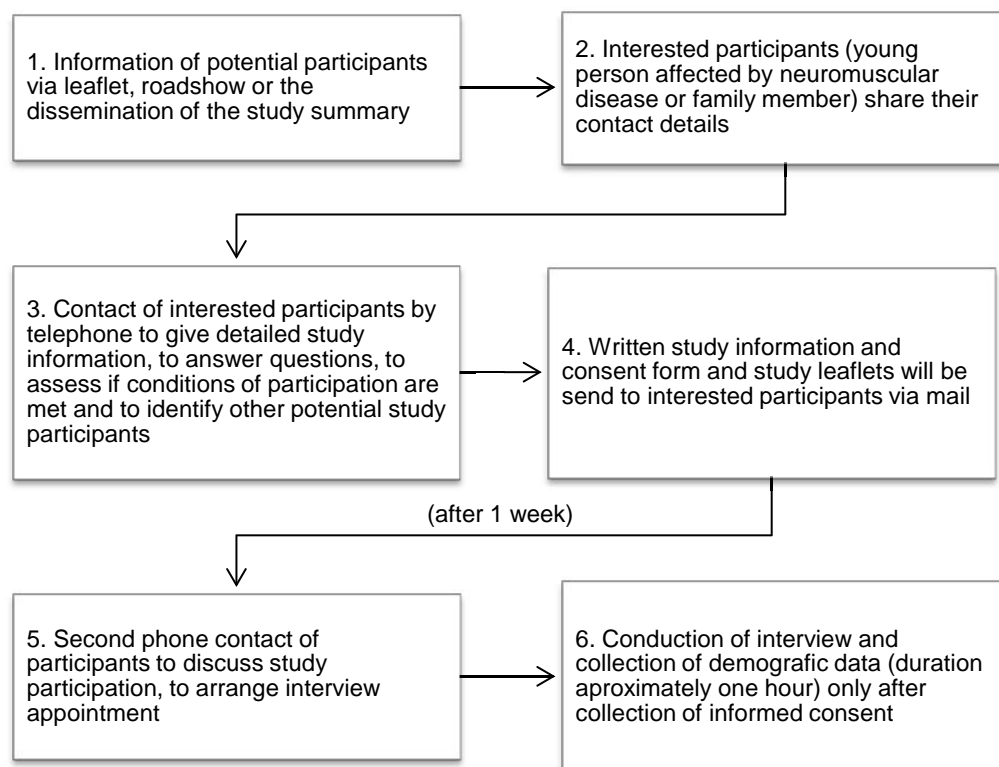 1. Information of potential participants
via leaflet, roadshow or the
dissemination of the study summary
2. Interested participants (young
person affected by neuromuscular
disease or family member) share their
contact details
3. Contact of interested participants by
telephone to give detailed study
information, to answer questions, to
assess if conditions of participation are
met and to identify other potential study
participants
4. Written study information and
consent form and study leaflets will be
send to interested participants via mail
(after 1 week)
5. Second phone contact of
participants to discuss study
participation, to arrange interview
appointment
6. Conduction of interview and
collection of demografic data (duration
aproximately one hour) only after
collection of informed consent